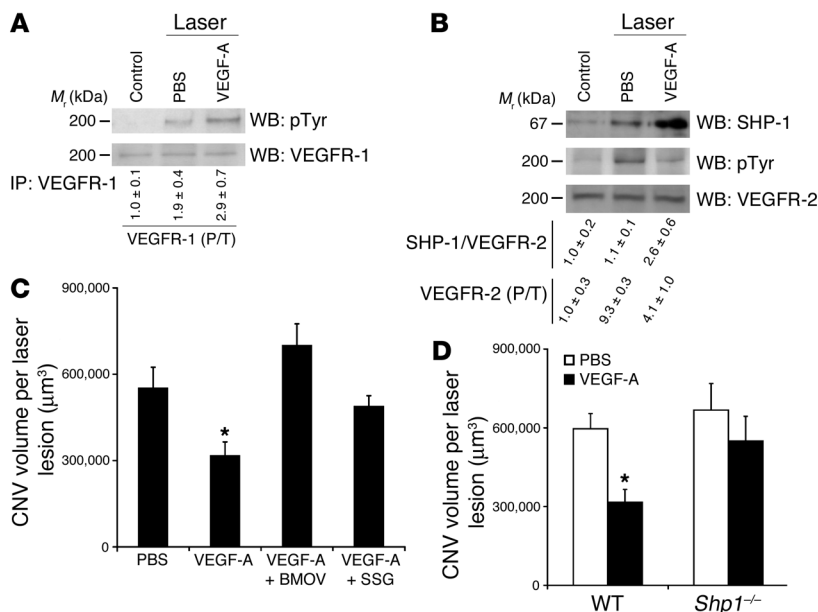 A
Laser
Control
PBS
VEGF-A
Mr (kDa)
200
WB: pTyr
200
WB: VEGFR-1
IP: VEGFR-1
1.0 ± 0.1
1.9 ± 0.4
2.9 ± 0.7
VEGFR-1 (P/T)
B
Laser
Control
PBS
VEGF-A
Mr (kDa)
67
WB: SHP-1
200
WB: pTyr
200
WB: VEGFR-2
SHP-1/VEGFR-2
1.0 ± 0.2
1.1 ± 0.1
2.6 ± 0.6
VEGFR-2 (P/T)
1.0 ± 0.3
9.3 ± 0.3
4.1 ± 1.0
C
CNV volume per laser
lesion (μm³)
900,000
600,000
300,000
0
*
PBS
VEGF-A
VEGF-A
+ BMOV
VEGF-A
+ SSG
D
CNV volume per laser
lesion (μm³)
900,000
600,000
300,000
0
PBS
VEGF-A
*
WT
Shp1⁻/⁻